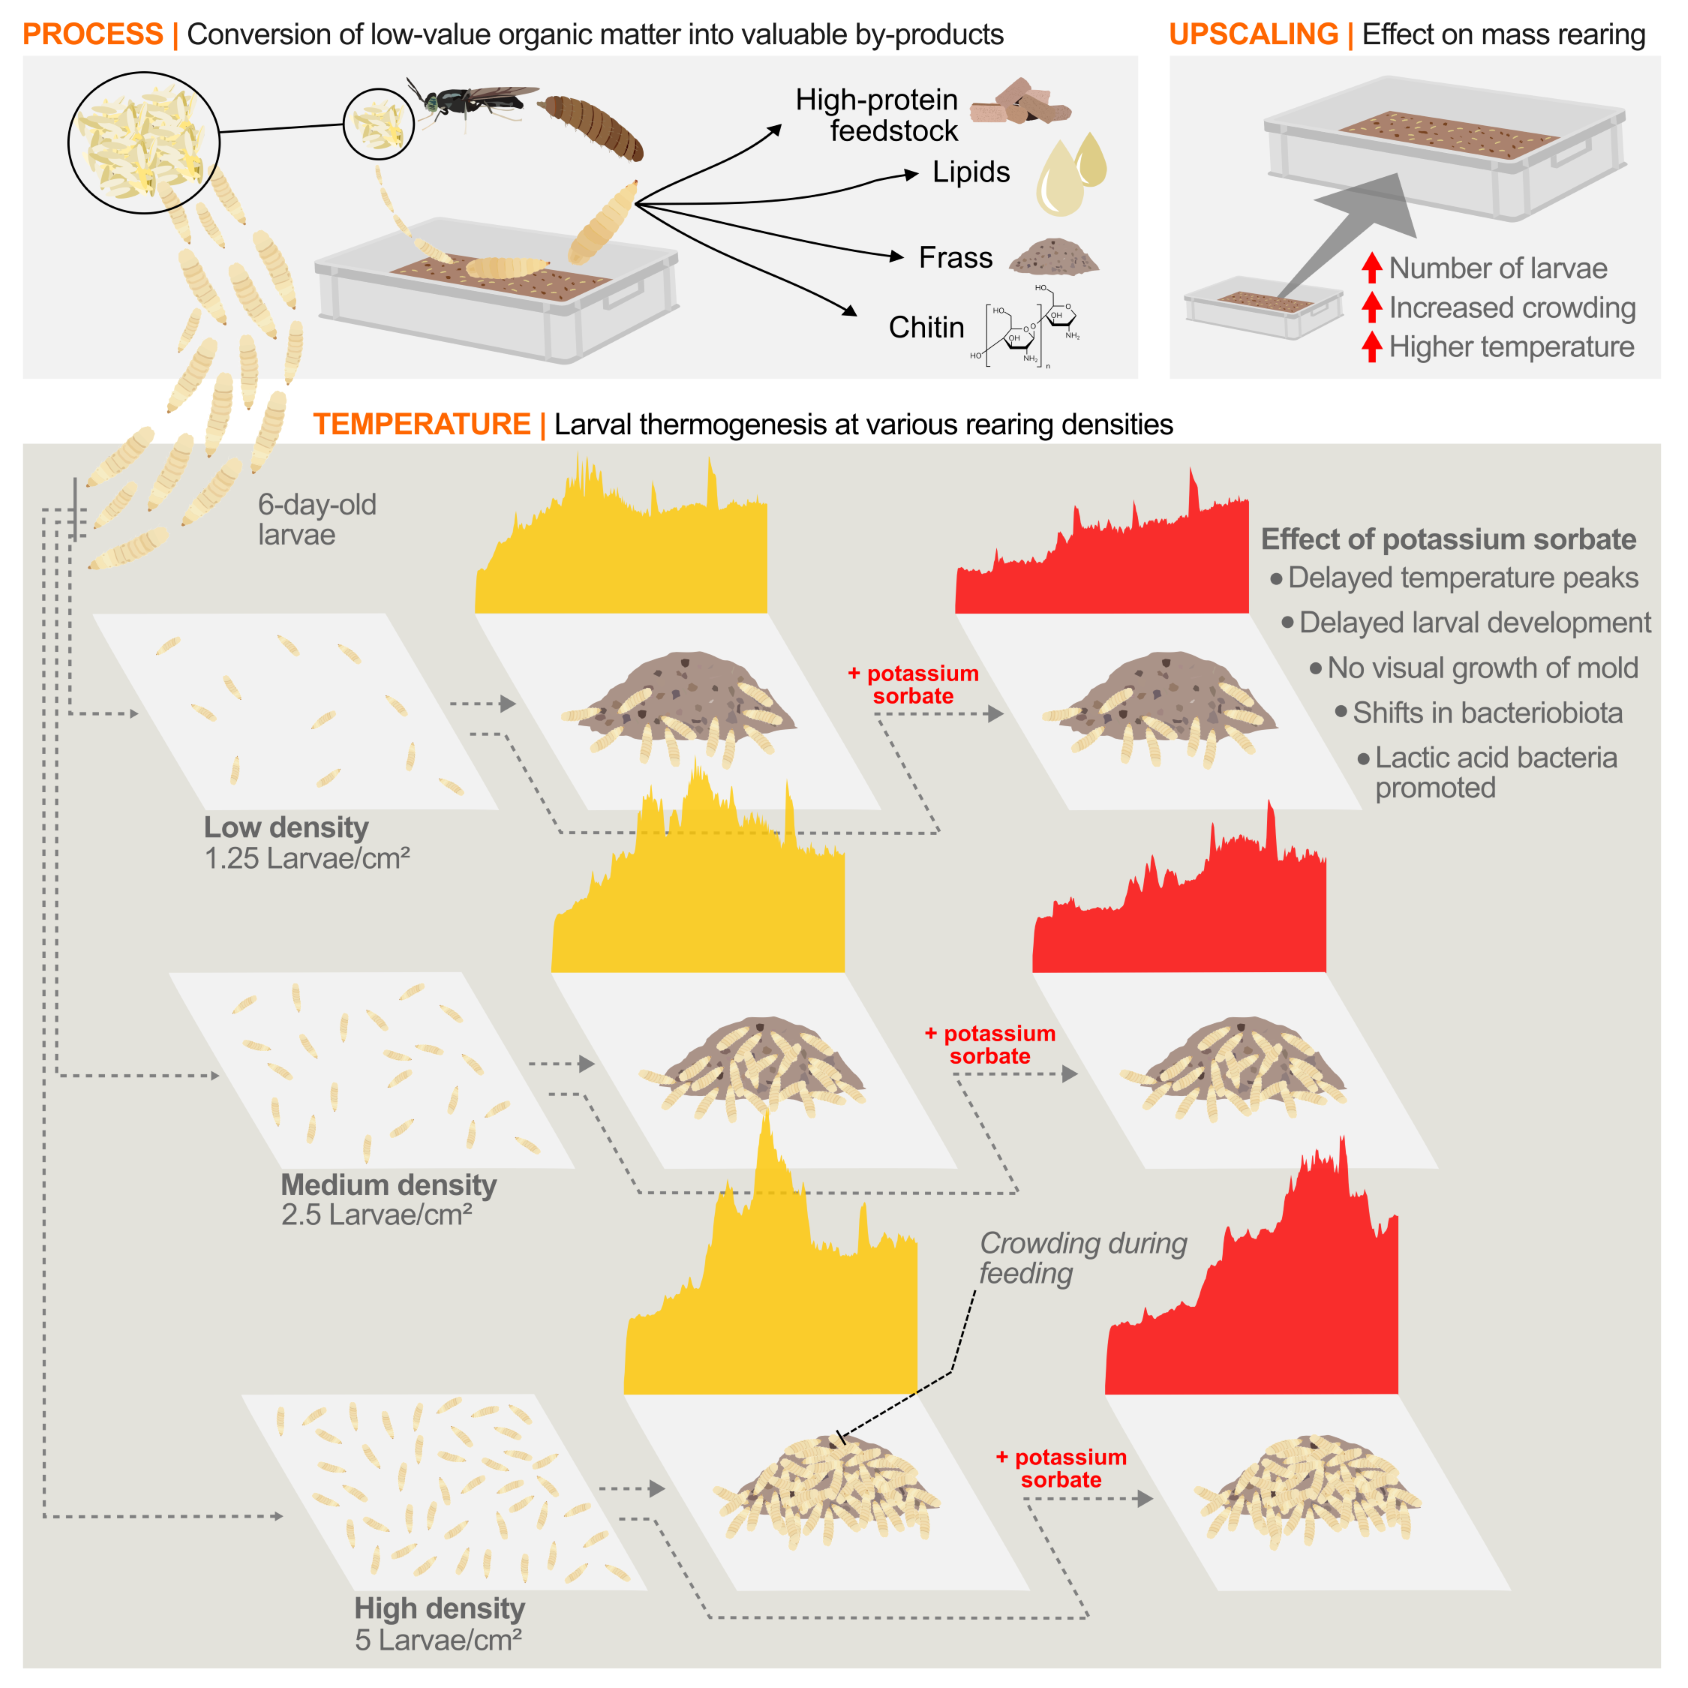 PROCESS | Conversion of low-value organic matter into valuable by-products
High-protein
feedstock
Lipids
Frass
Chitin
HO
HO
O
OH
NH₂
O
HO
O
OH
NH₂
n
UPSCALING | Effect on mass rearing
Number of larvae
Increased crowding
Higher temperature
TEMPERATURE | Larval thermogenesis at various rearing densities
6-day-old
larvae
Effect of potassium sorbate
• Delayed temperature peaks
• Delayed larval development
• No visual growth of mold
• Shifts in bacteriobiota
• Lactic acid bacteria
promoted
+ potassium
sorbate
Low density
1.25 Larvae/cm²
+ potassium
sorbate
Medium density
2.5 Larvae/cm²
Crowding during
feeding
+ potassium
sorbate
High density
5 Larvae/cm²